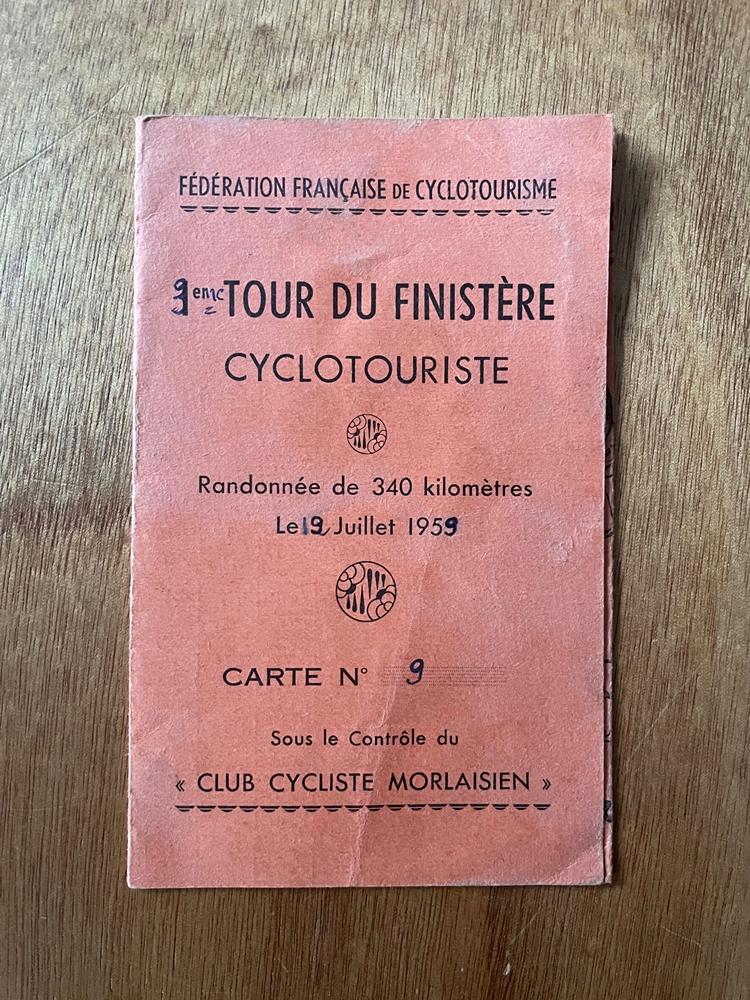 FÉDÉRATION FRANÇAISE DE CYCLOTOURISME
9eme TOUR DU FINISTÈRE
CYCLOTOURISTE
Randonnée de 340 kilomètres
Le 19 Juillet 1959
CARTE N° 9
Sous le Contrôle du
« CLUB CYCLISTE MORLAISIEN »